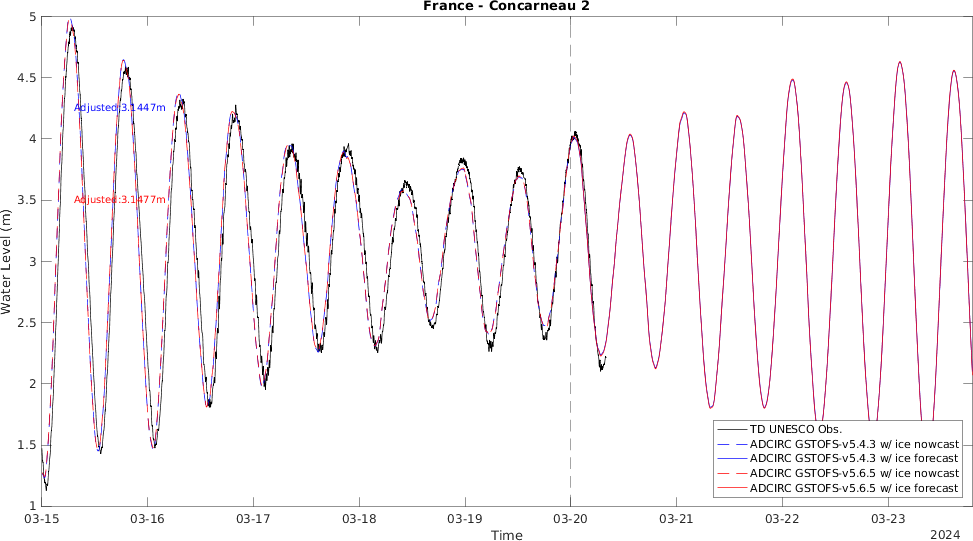 France - Concarneau 2
5
4.5
Adjusted:3.1447m
4
3.5
Adjusted:3.1477m
3
2.5
2
1.5
1
Water Level (m)
TD UNESCO Obs.
ADCIRC GSTOFS-v5.4.3 w/ ice nowcast
ADCIRC GSTOFS-v5.4.3 w/ ice forecast
ADCIRC GSTOFS-v5.6.5 w/ ice nowcast
ADCIRC GSTOFS-v5.6.5 w/ ice forecast
03-15 03-16 03-17 03-18 03-19 03-20 03-21 03-22 03-23
Time
2024